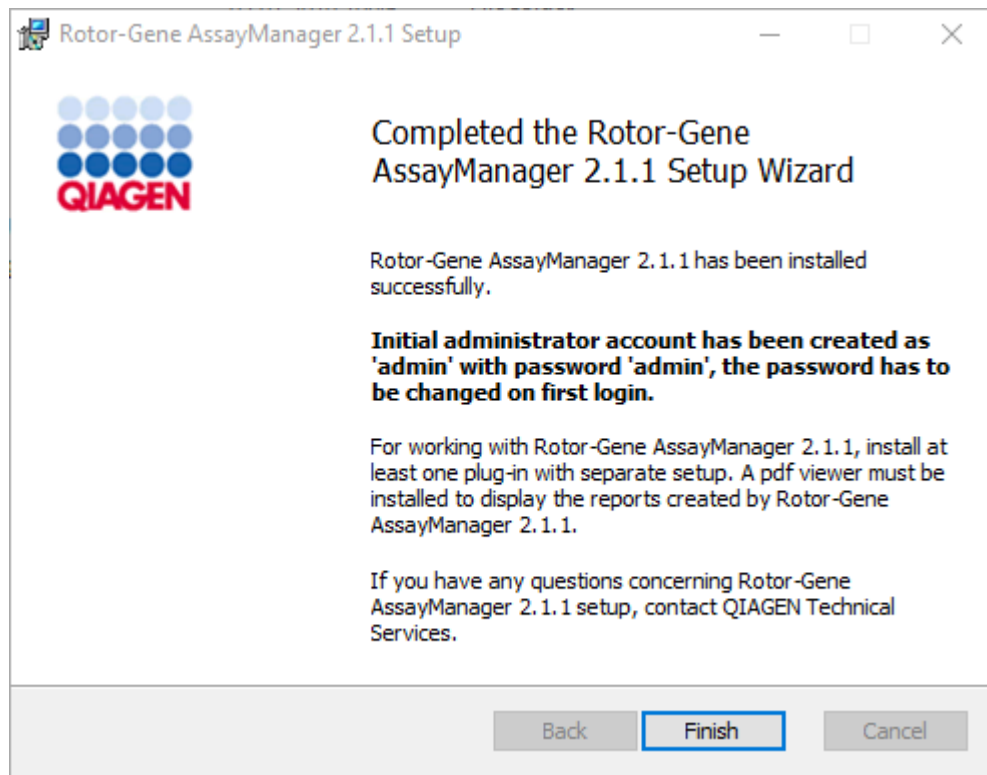 Rotor-Gene AssayManager 2.1.1 Setup
QIAGEN
Completed the Rotor-Gene
AssayManager 2.1.1 Setup Wizard
Rotor-Gene AssayManager 2.1.1 has been installed
successfully.
Initial administrator account has been created as
'admin' with password 'admin', the password has to
be changed on first login.
For working with Rotor-Gene AssayManager 2.1.1, install at
least one plug-in with separate setup. A pdf viewer must be
installed to display the reports created by Rotor-Gene
AssayManager 2.1.1.
If you have any questions concerning Rotor-Gene
AssayManager 2.1.1 setup, contact QIAGEN Technical
Services.
Back
Finish
Cancel